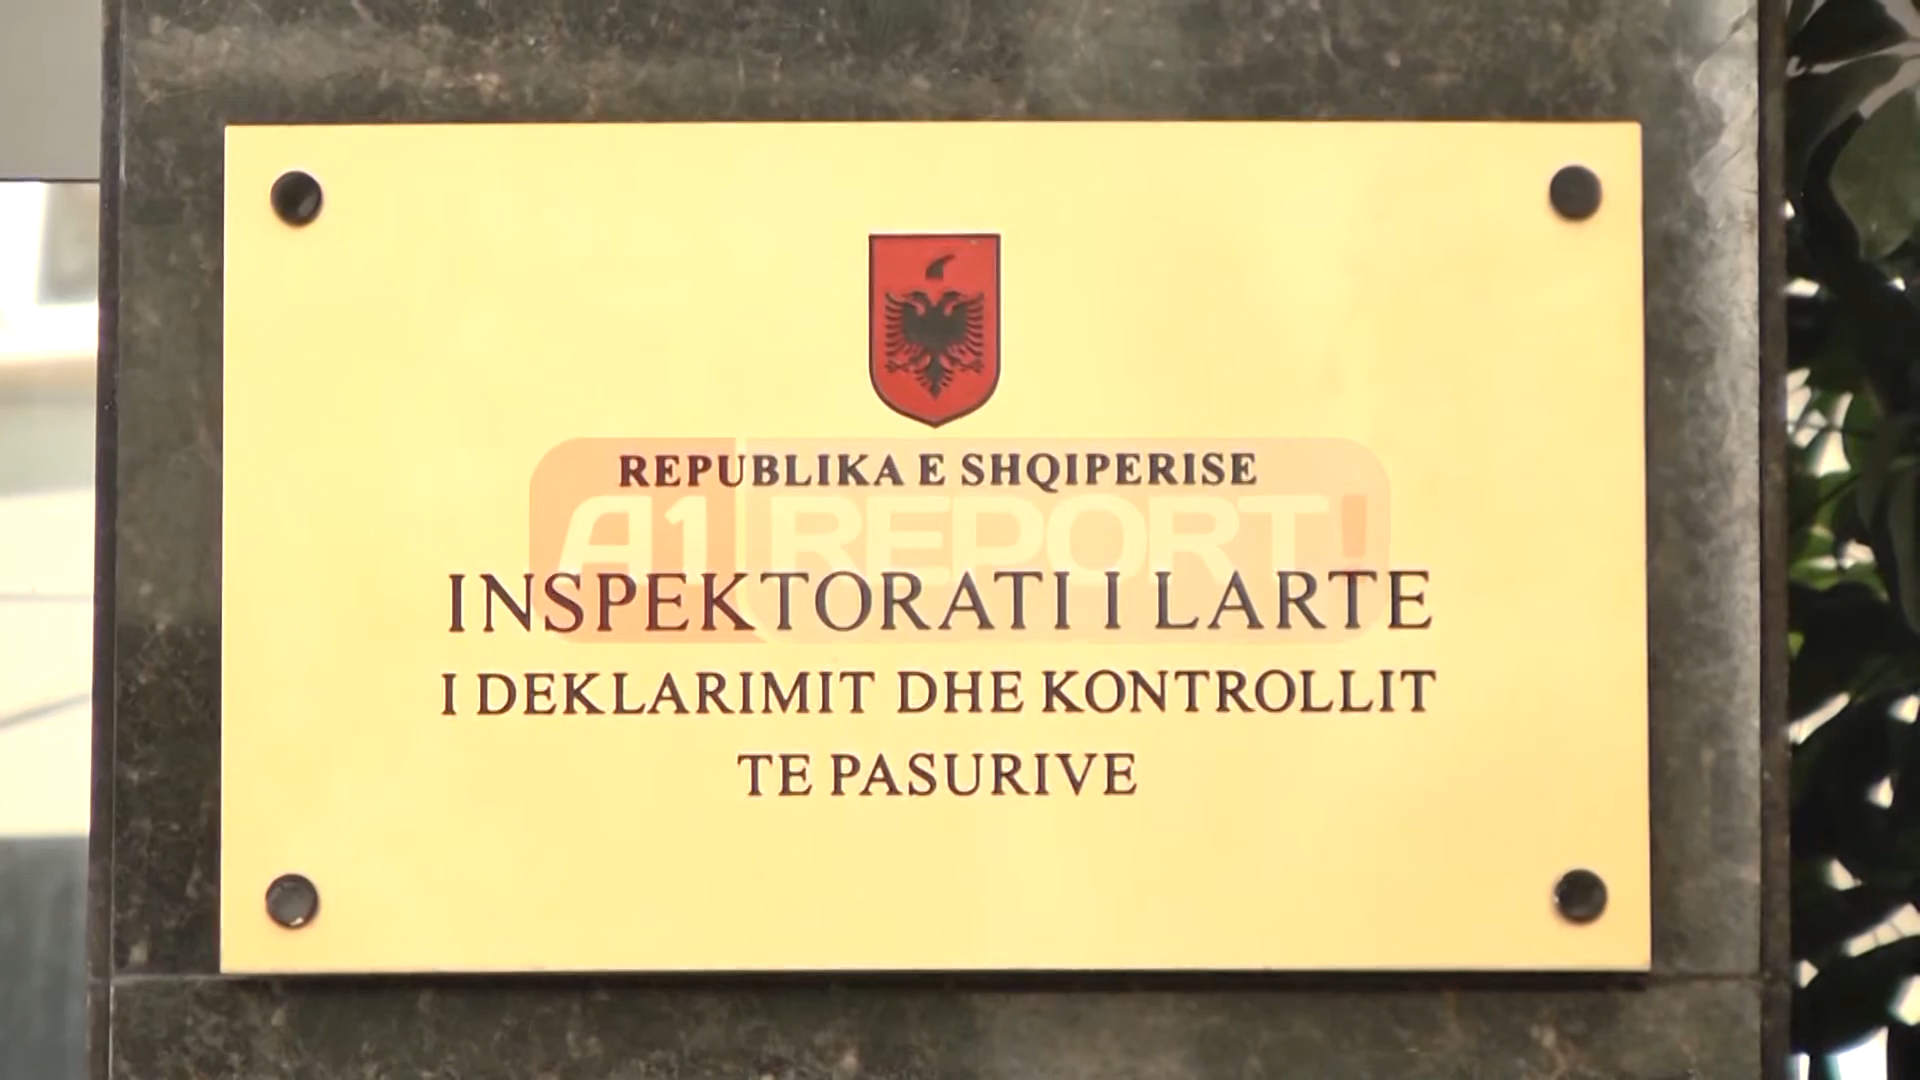 REPUBLIKA E SHQIPERISE
A1 REPORT!
INSPEKTORATI I LARTE
I DEKLARIMIT DHE KONTROLLIT
TE PASURIVE